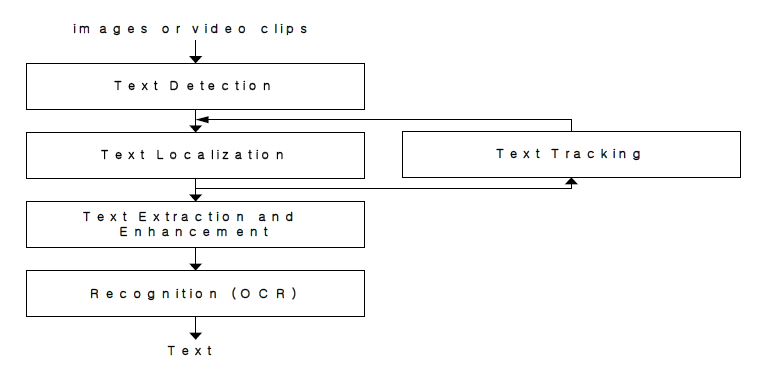 images or video clips
Text Detection
Text Localization
Text Tracking
Text Extraction and
Enhancement
Recognition (OCR)
Text